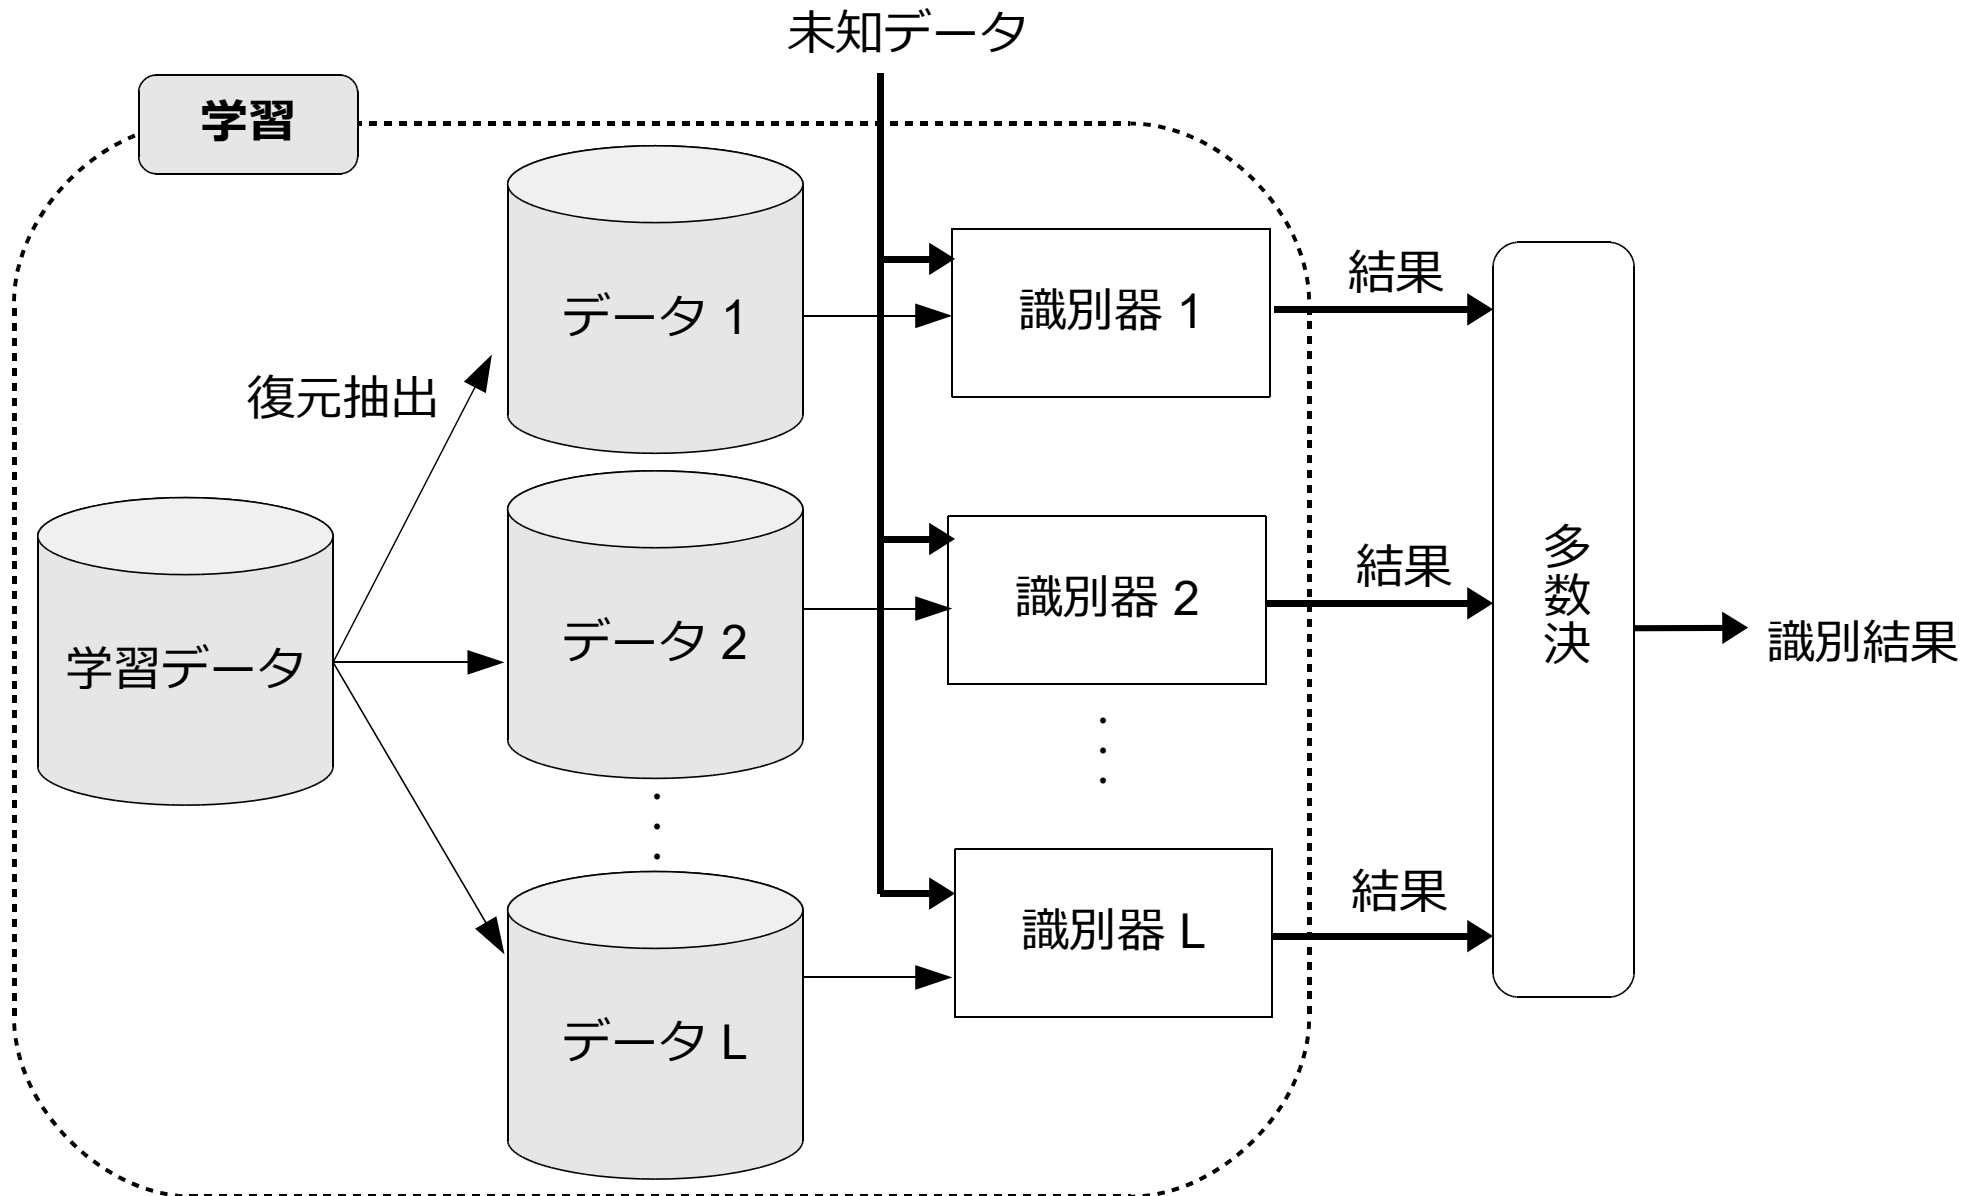 未知データ
学習
データ 1
識別器 1
結果
復元抽出
データ 2
識別器 2
結果
多数決
識別結果
学習データ
データ L
識別器 L
結果